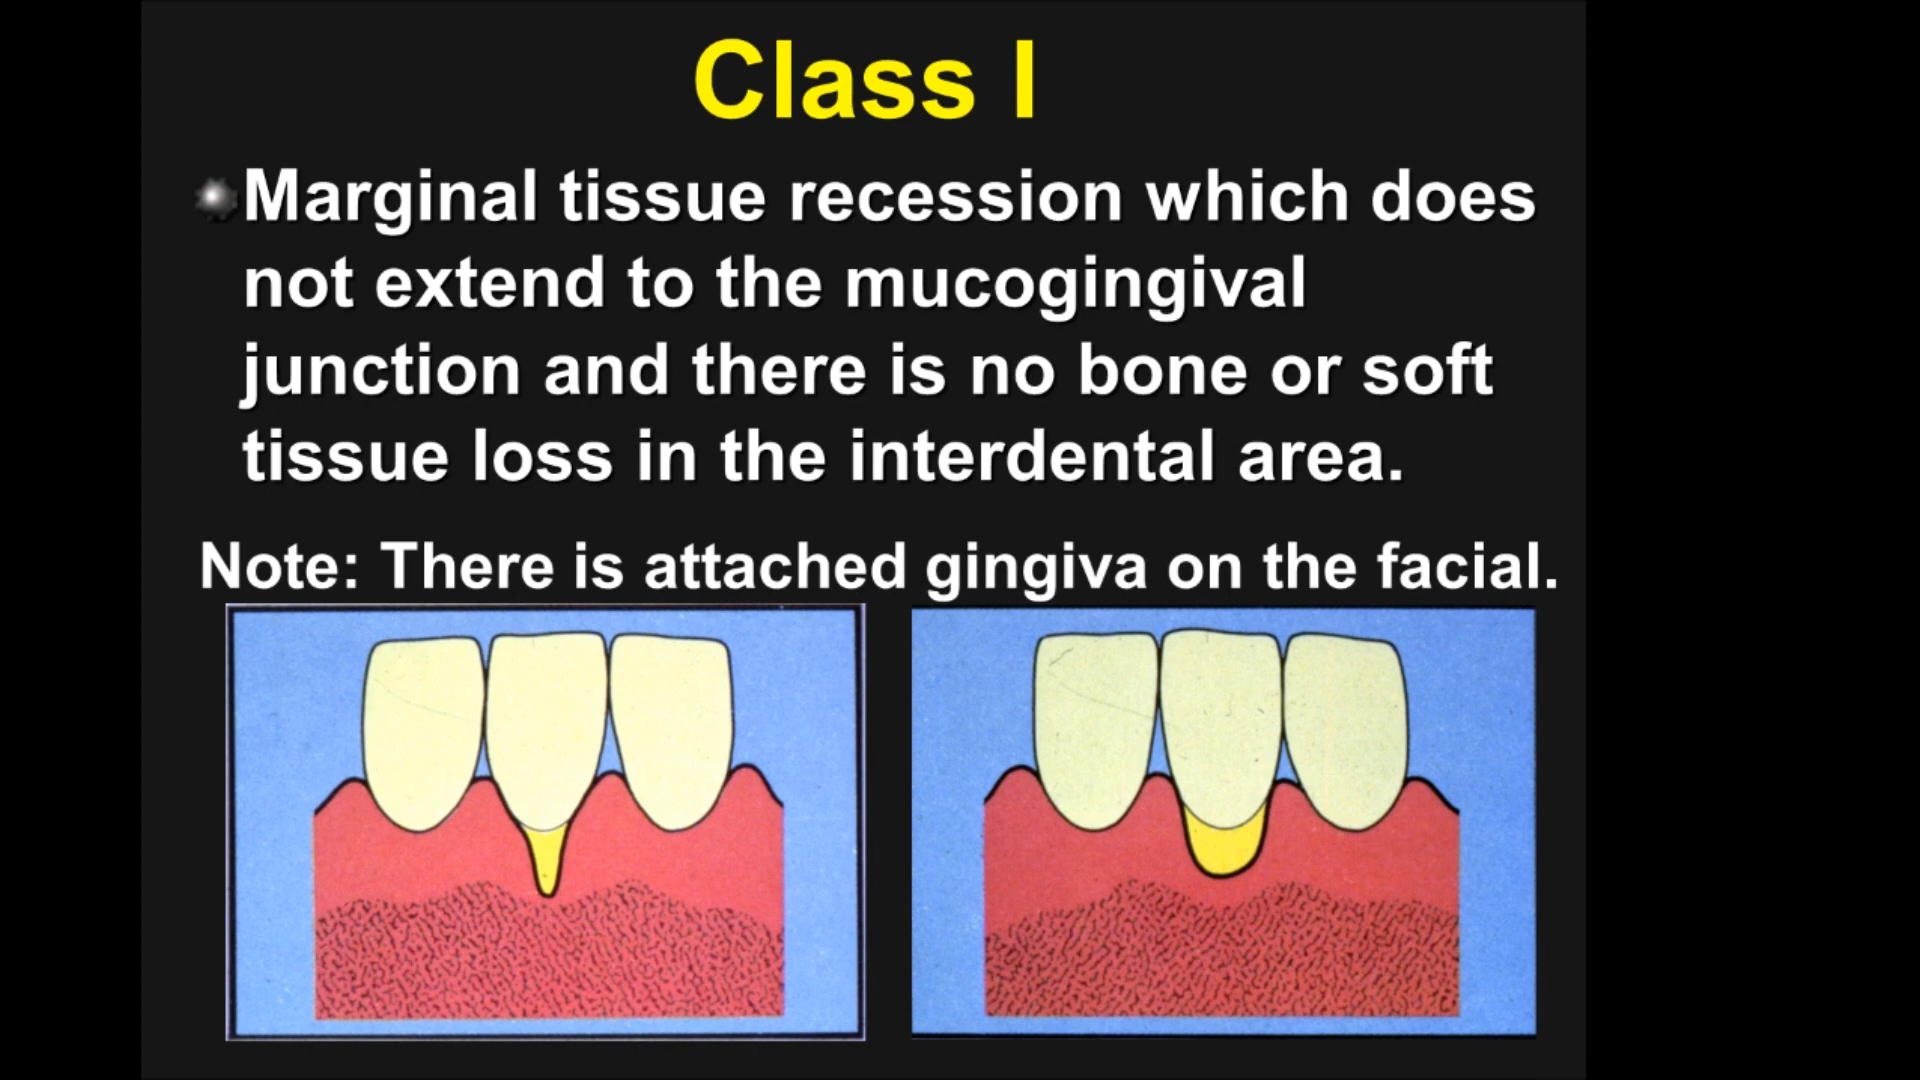 Class I
Marginal tissue recession which does
not extend to the mucogingival
junction and there is no bone or soft
tissue loss in the interdental area.
Note: There is attached gingiva on the facial.